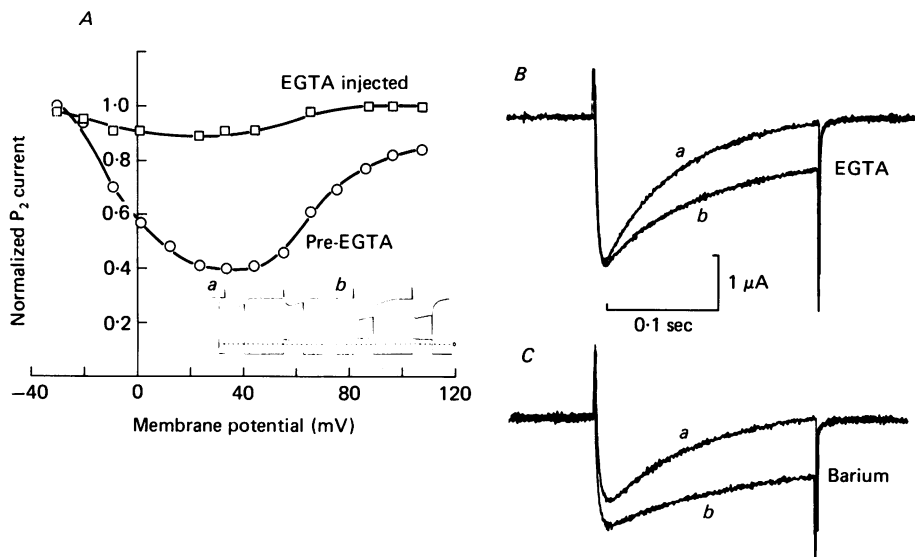 A
Normalized P2 current
1·0
0·8
0·6
0·4
0·2
EGTA injected
Pre-EGTA
a
b
−40
0
40
80
120
Membrane potential (mV)
B
a
b
EGTA
1 μA
0·1 sec
C
a
b
Barium